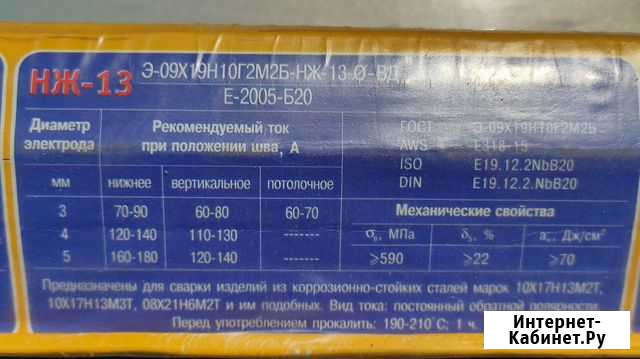 НЖ-13
Э-09Х19Н10Г2М2Б-НЖ-13-Ø-ВД
Е-2005-Б20
Диаметр электрода
Рекомендуемый ток при положении шва, А
мм нижнее вертикальное потолочное
3 70-90 60-80 60-70
4 120-140 110-130 -------
5 160-180 120-140 -------
ГОСТ Э-09Х19Н10Г2М2Б
AWS E318-15
ISO E19.12.2NbB20
DIN E19.12.2.NbB20
Механические свойства
σв, МПа δ5, % ан, Дж/см²
≥590 ≥22 ≥70
Предназначены для сварки изделий из коррозионно-стойких сталей марок 10Х17Н13М2Т,
10Х17Н13М3Т, 08Х21Н6М2Т и им подобных. Вид тока: постоянный обратной полярности.
Перед употреблением прокалить: 190-210°С; 1 ч.
Интернет-
Кабинет.Ру